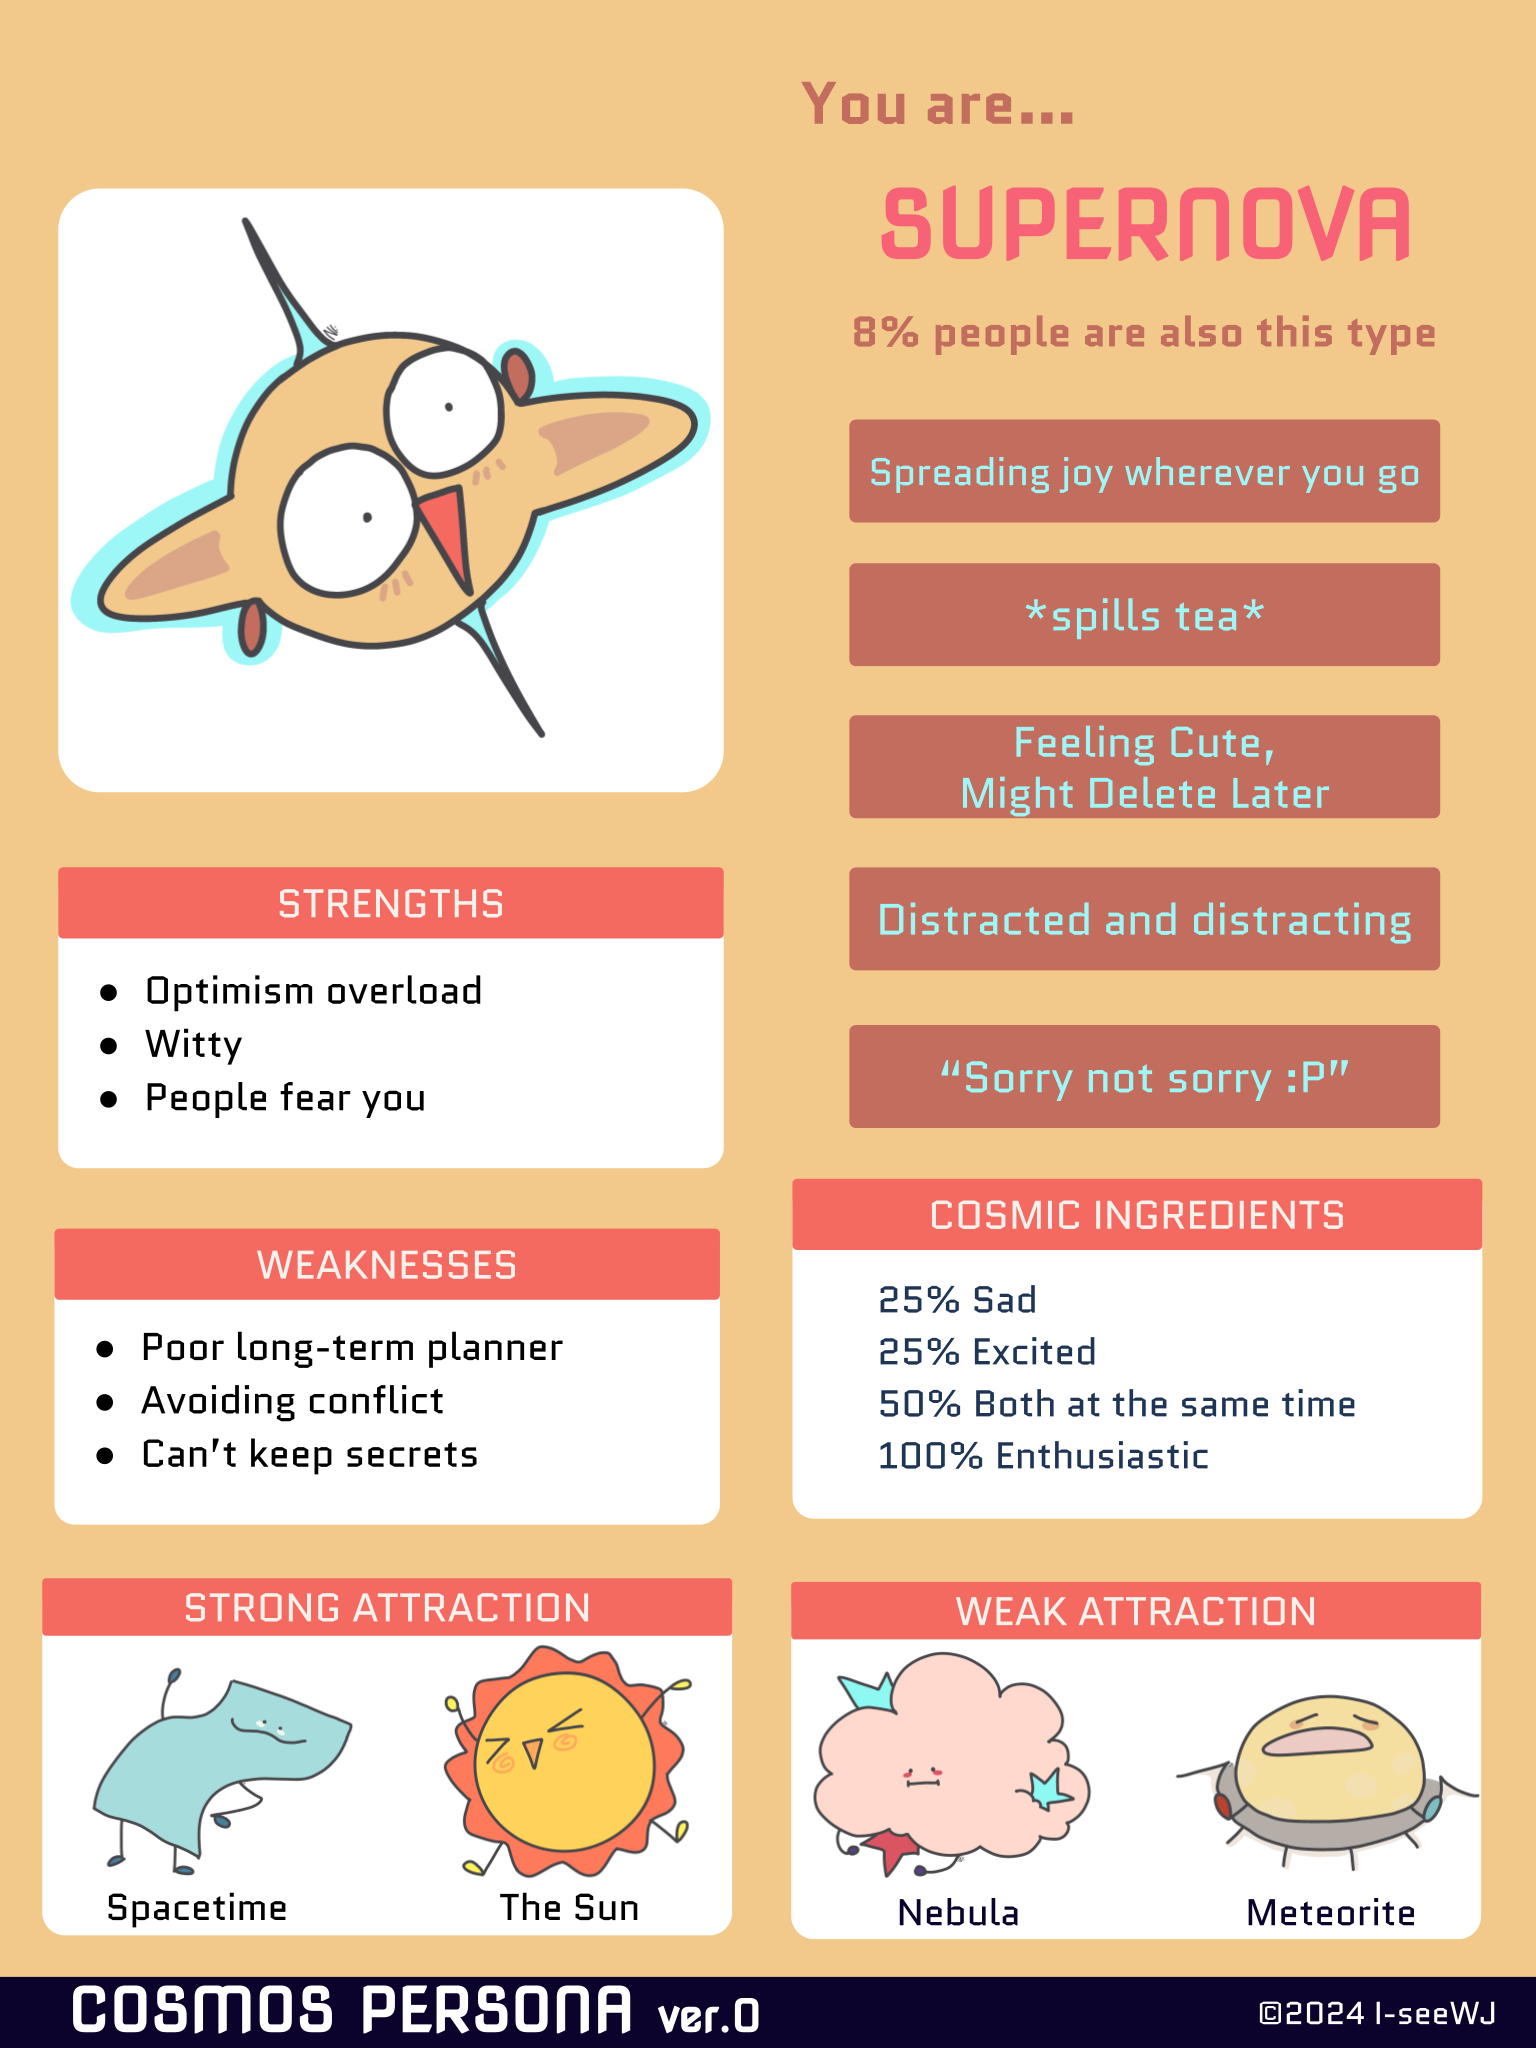 You are...
SUPERNOVA
8% people are also this type
Spreading joy wherever you go
*spills tea*
Feeling Cute,
Might Delete Later
Distracted and distracting
“Sorry not sorry :P”
STRENGTHS
● Optimism overload
● Witty
● People fear you
WEAKNESSES
● Poor long-term planner
● Avoiding conflict
● Can’t keep secrets
COSMIC INGREDIENTS
25% Sad
25% Excited
50% Both at the same time
100% Enthusiastic
STRONG ATTRACTION
Spacetime
The Sun
WEAK ATTRACTION
Nebula
Meteorite
COSMOS PERSONA ver.0
©2024 I-seeWJ